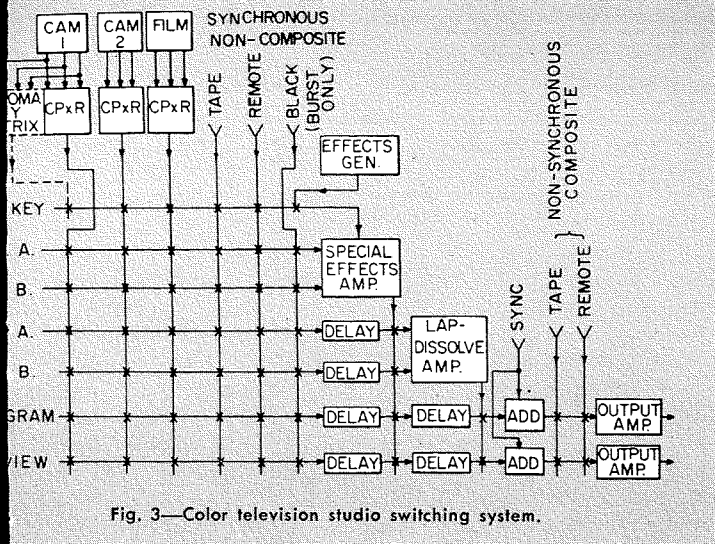 CAM 1
CAM 2
FILM
SYNCHRONOUS
NON-COMPOSITE
TAPE
REMOTE
BLACK
(BURST
ONLY)
CPxR
CPxR
CPxR
EFFECTS
GEN.
NON-SYNCHRONOUS
COMPOSITE
KEY
A.
SPECIAL
EFFECTS
AMP.
B.
SYNC
TAPE
REMOTE
A.
DELAY
LAP-
DISSOLVE
AMP.
B.
DELAY
GRAM
DELAY
DELAY
ADD
OUTPUT
AMP.
VIEW
DELAY
DELAY
ADD
OUTPUT
AMP.
Fig. 3—Color television studio switching system.